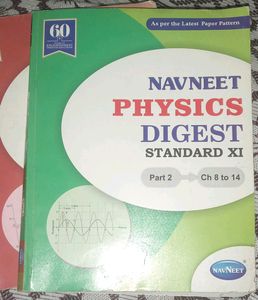 60
As per the Latest Paper Pattern
NAVNEET
PHYSICS
DIGEST
STANDARD XI
Part 2 Ch 8 to 14
NAVNEET